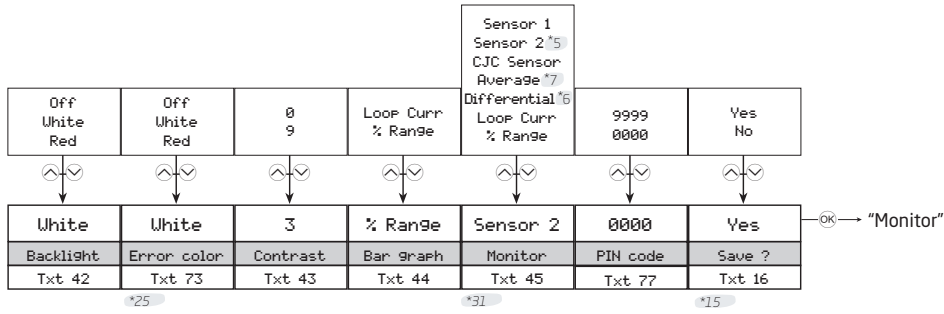 Sensor 1
Sensor 2 *5
CJC Sensor
Average *7
Differential *6
Loop Curr
% Range
Off
White
Red
Off
White
Red
0
9
Loop Curr
% Range
9999
0000
Yes
No
White
White
3
% Range
Sensor 2
0000
Yes
OK
"Monitor"
Backlight
Error color
Contrast
Bar graph
Monitor
PIN code
Save ?
Txt 42
Txt 73
Txt 43
Txt 44
Txt 45
Txt 77
Txt 16
*25
*31
*15